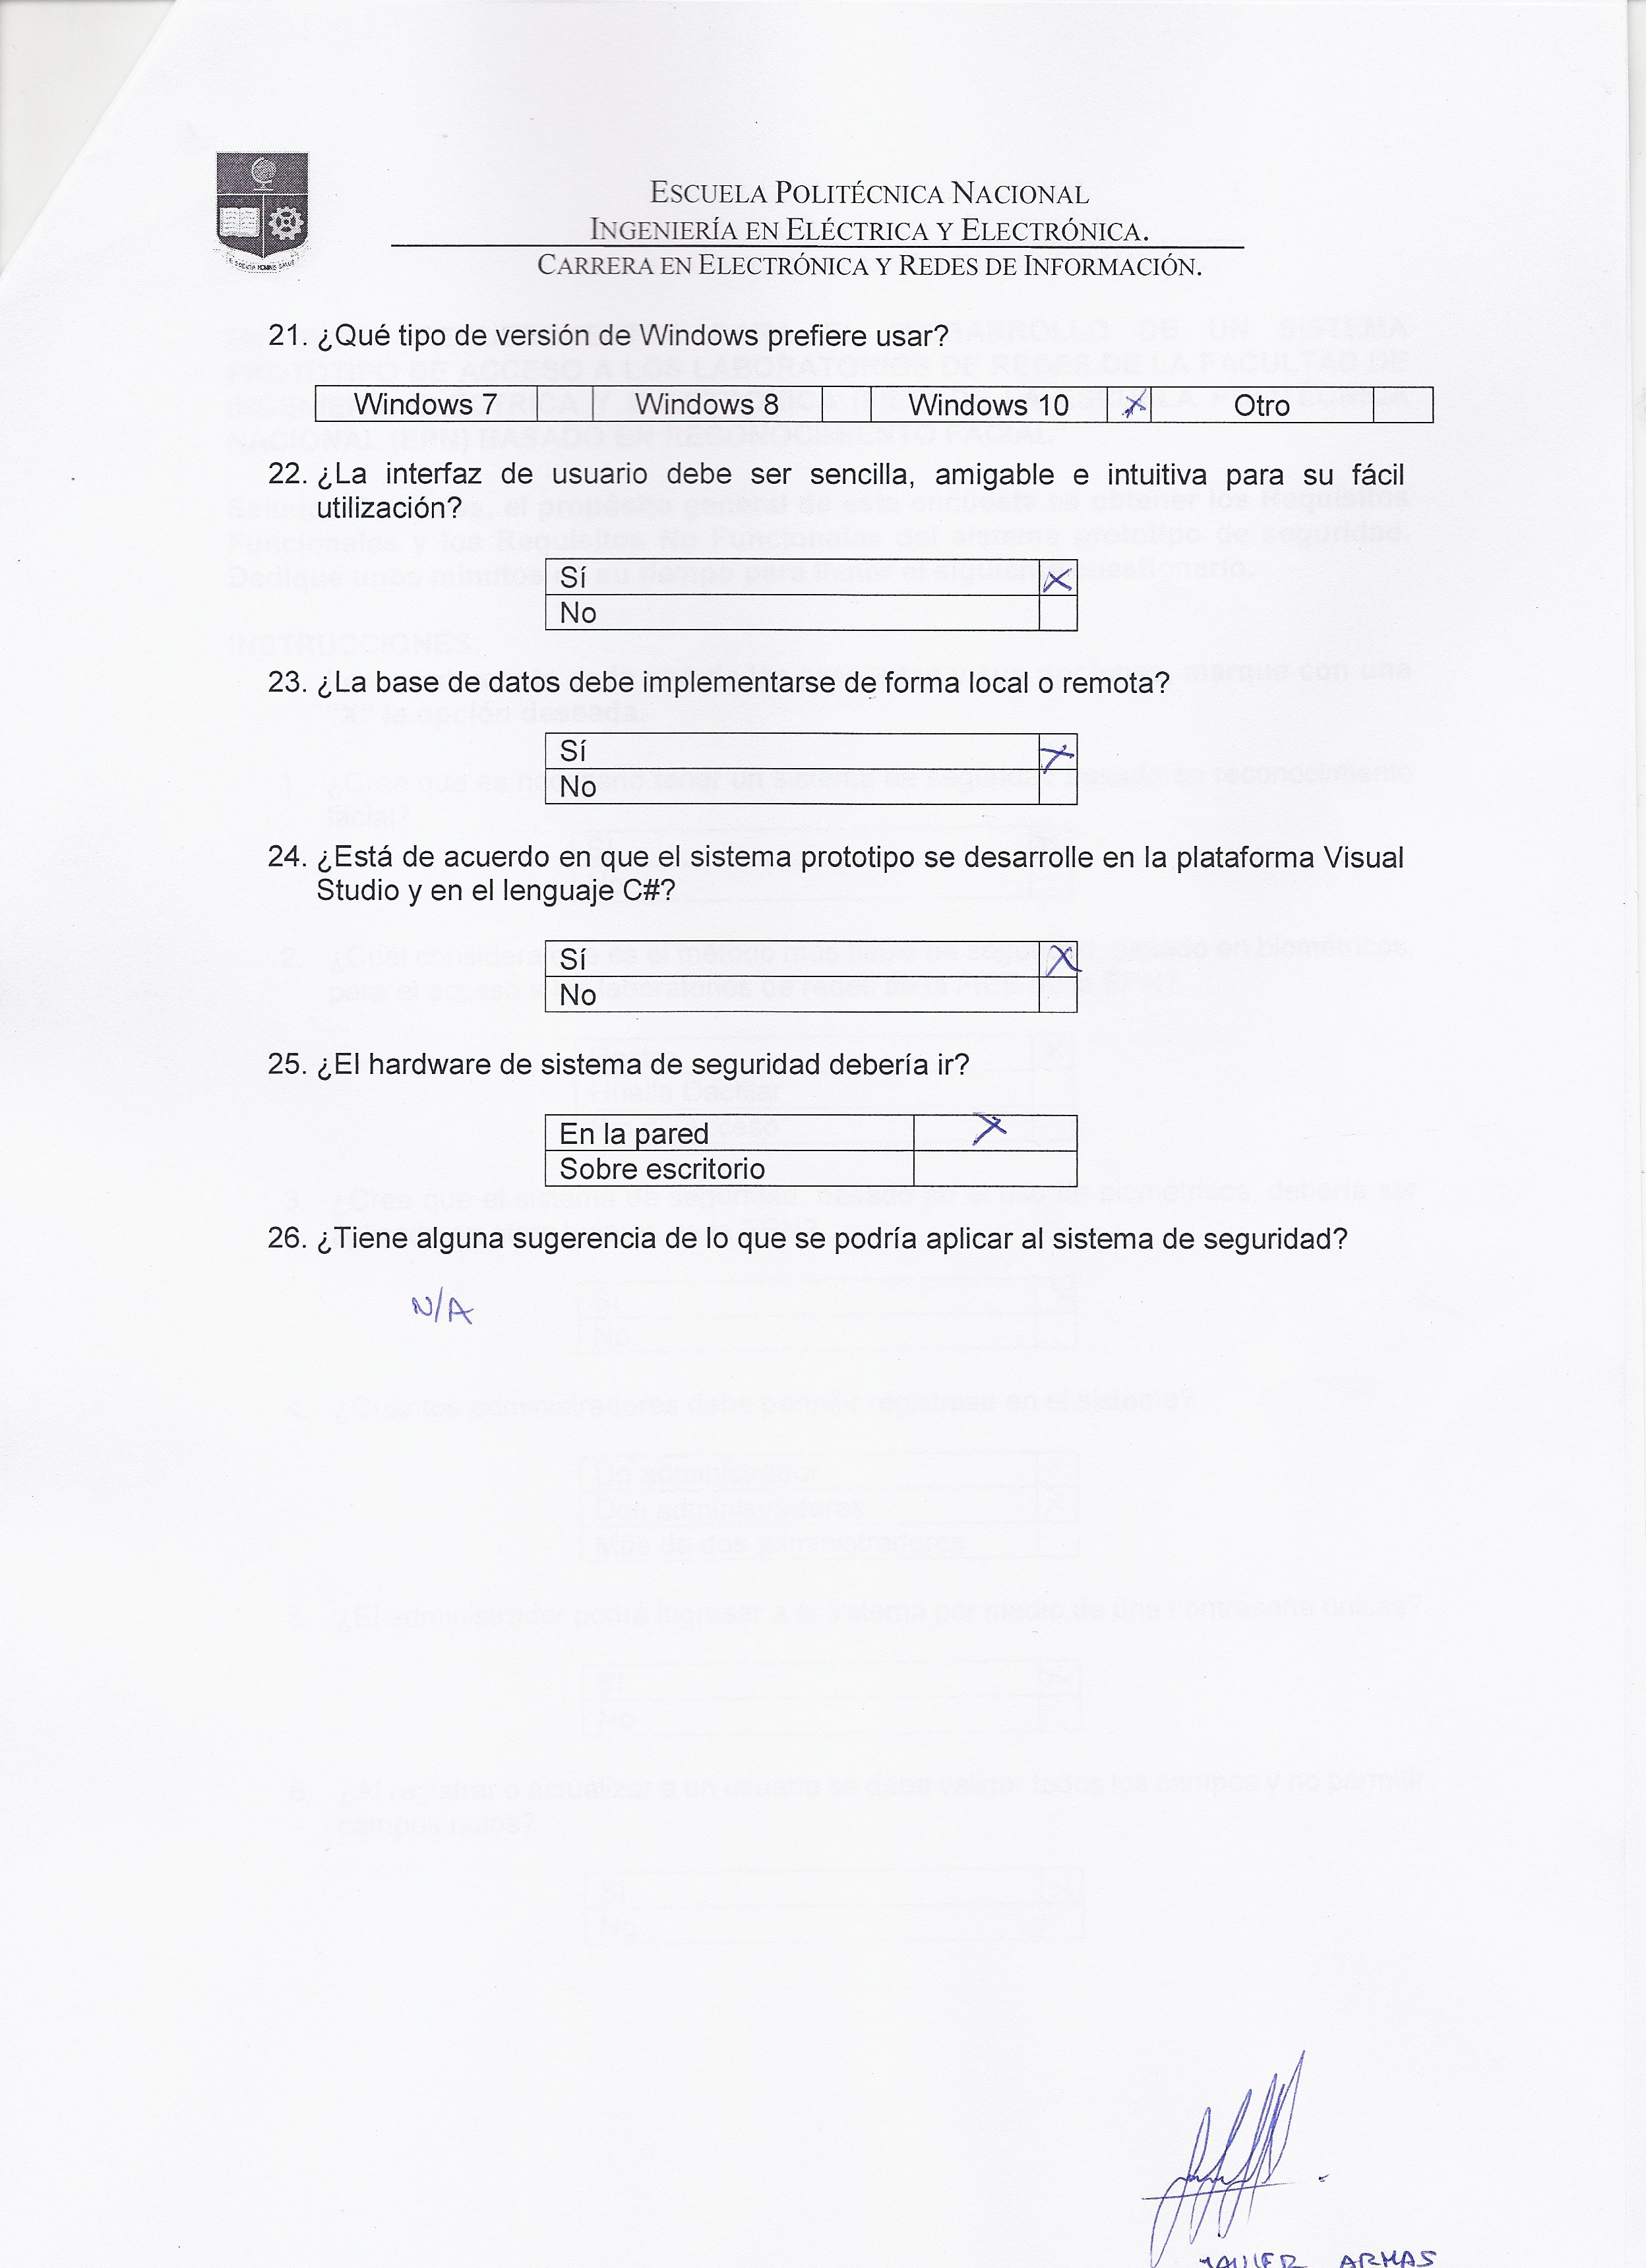 ESCUELA POLITÉCNICA NACIONAL
INGENIERÍA EN ELÉCTRICA Y ELECTRÓNICA.
CARRERA EN ELECTRÓNICA Y REDES DE INFORMACIÓN.
21. ¿Qué tipo de versión de Windows prefiere usar?
Windows 7 Windows 8 Windows 10 X Otro
22. ¿La interfaz de usuario debe ser sencilla, amigable e intuitiva para su fácil
utilización?
Sí X
No
23. ¿La base de datos debe implementarse de forma local o remota?
Sí X
No
24. ¿Está de acuerdo en que el sistema prototipo se desarrolle en la plataforma Visual
Studio y en el lenguaje C#?
Sí X
No
25. ¿El hardware de sistema de seguridad debería ir?
En la pared X
Sobre escritorio
26. ¿Tiene alguna sugerencia de lo que se podría aplicar al sistema de seguridad?
N/A
JAVIER ARMAS